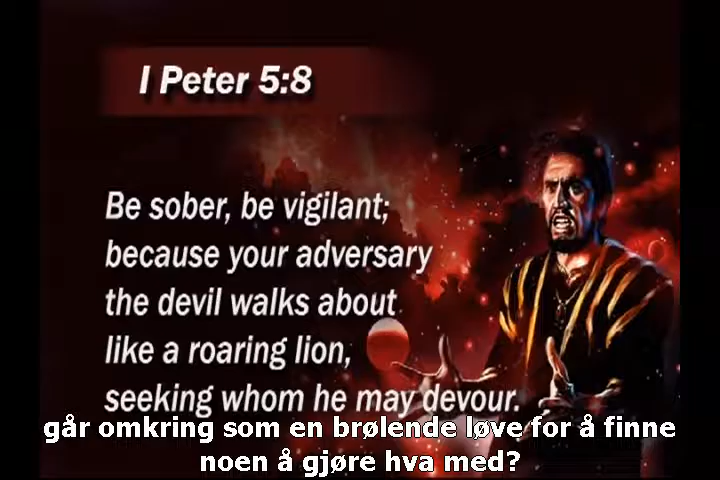 I Peter 5:8
Be sober, be vigilant;
because your adversary
the devil walks about
like a roaring lion,
seeking whom he may devour.
går omkring som en brølende løve for å finne
noen å gjøre hva med?